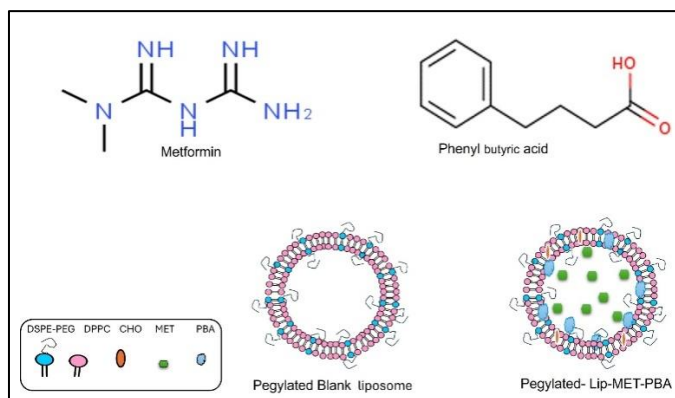 NH NH
N N H NH2
Metformin
HO
O
Phenyl butyric acid
DSPE-PEG DPPC CHO MET PBA
Pegylated Blank liposome
Pegylated- Lip-MET-PBA